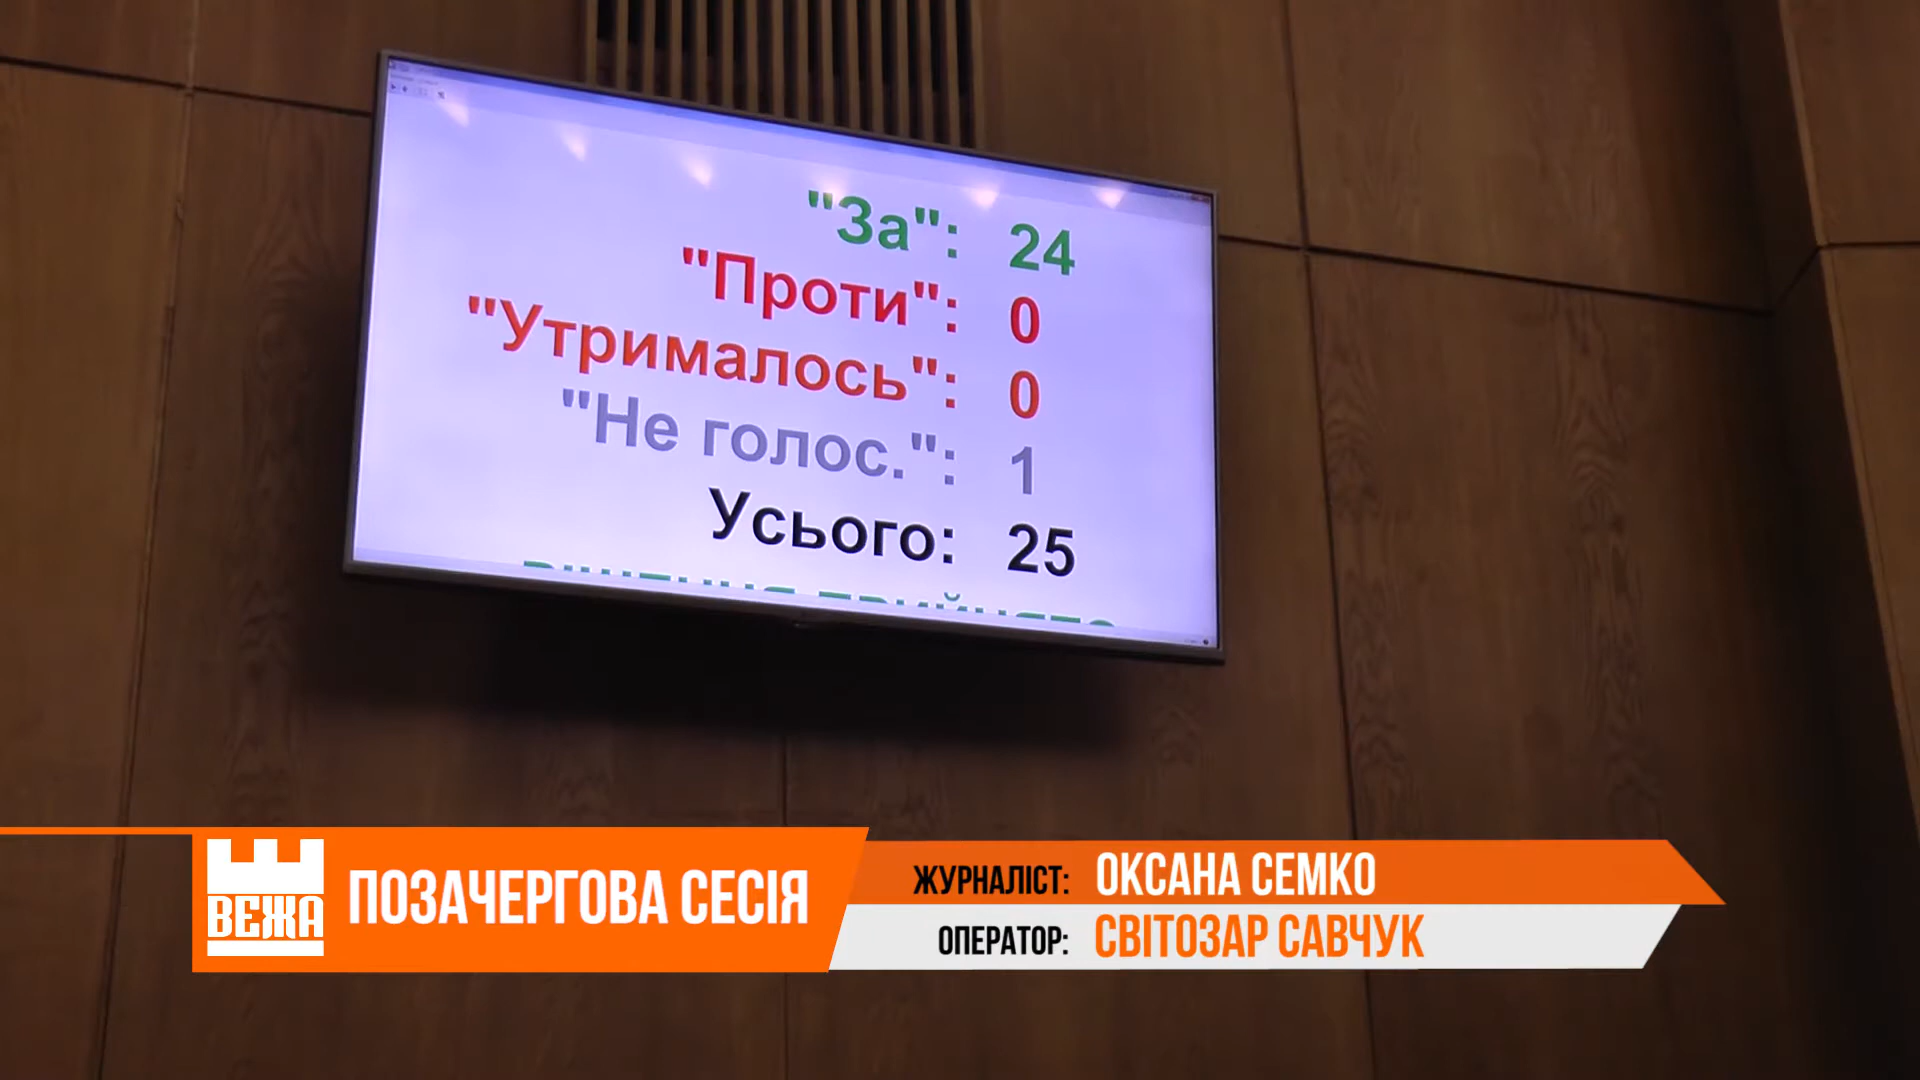 "За": 24
"Проти": 0
"Утрималось": 0
"Не голос.": 1
Усього: 25
ВЕЖА
ПОЗАЧЕРГОВА СЕСІЯ
ЖУРНАЛІСТ: ОКСАНА СЕМКО
ОПЕРАТОР: СВІТОЗАР САВЧУК